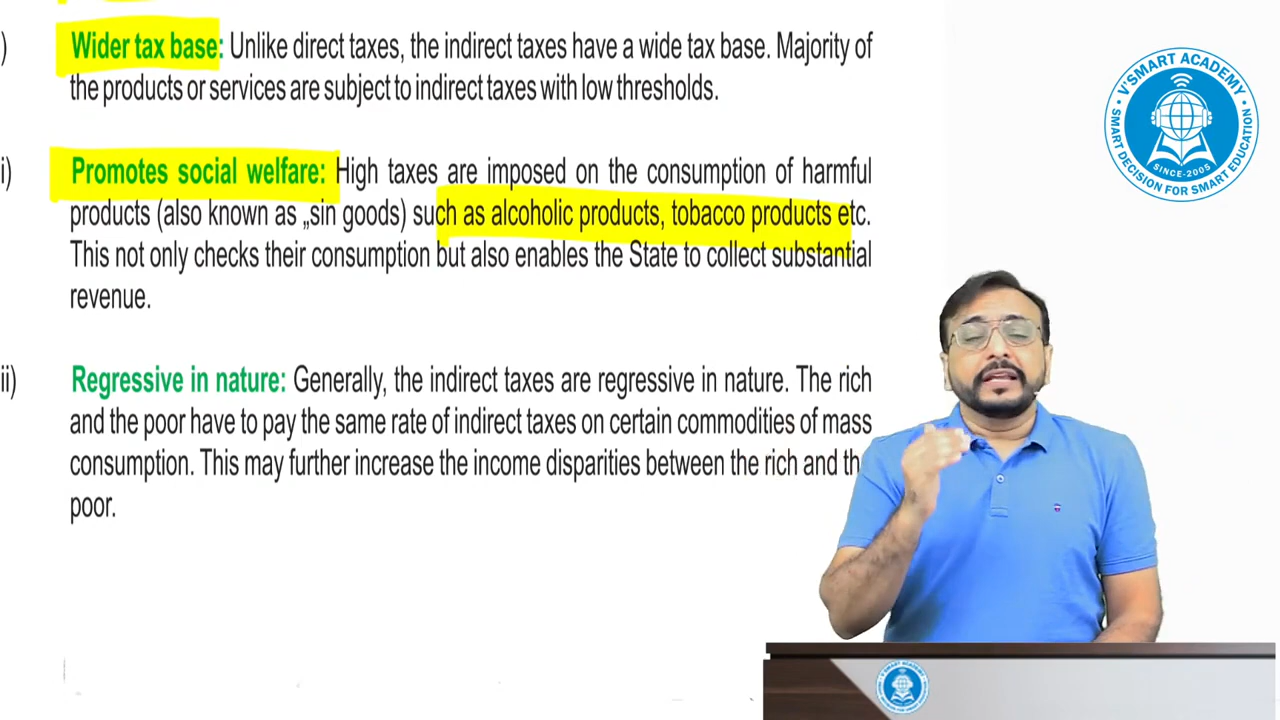 ) Wider tax base: Unlike direct taxes, the indirect taxes have a wide tax base. Majority of
the products or services are subject to indirect taxes with low thresholds.
i) Promotes social welfare: High taxes are imposed on the consumption of harmful
products (also known as „sin goods) such as alcoholic products, tobacco products etc.
This not only checks their consumption but also enables the State to collect substantial
revenue.
ii) Regressive in nature: Generally, the indirect taxes are regressive in nature. The rich
and the poor have to pay the same rate of indirect taxes on certain commodities of mass
consumption. This may further increase the income disparities between the rich and th
poor.
V'SMART ACADEMY
SINCE-2005
SMART DECISION FOR SMART EDUCATION
V'SMART ACADEMY